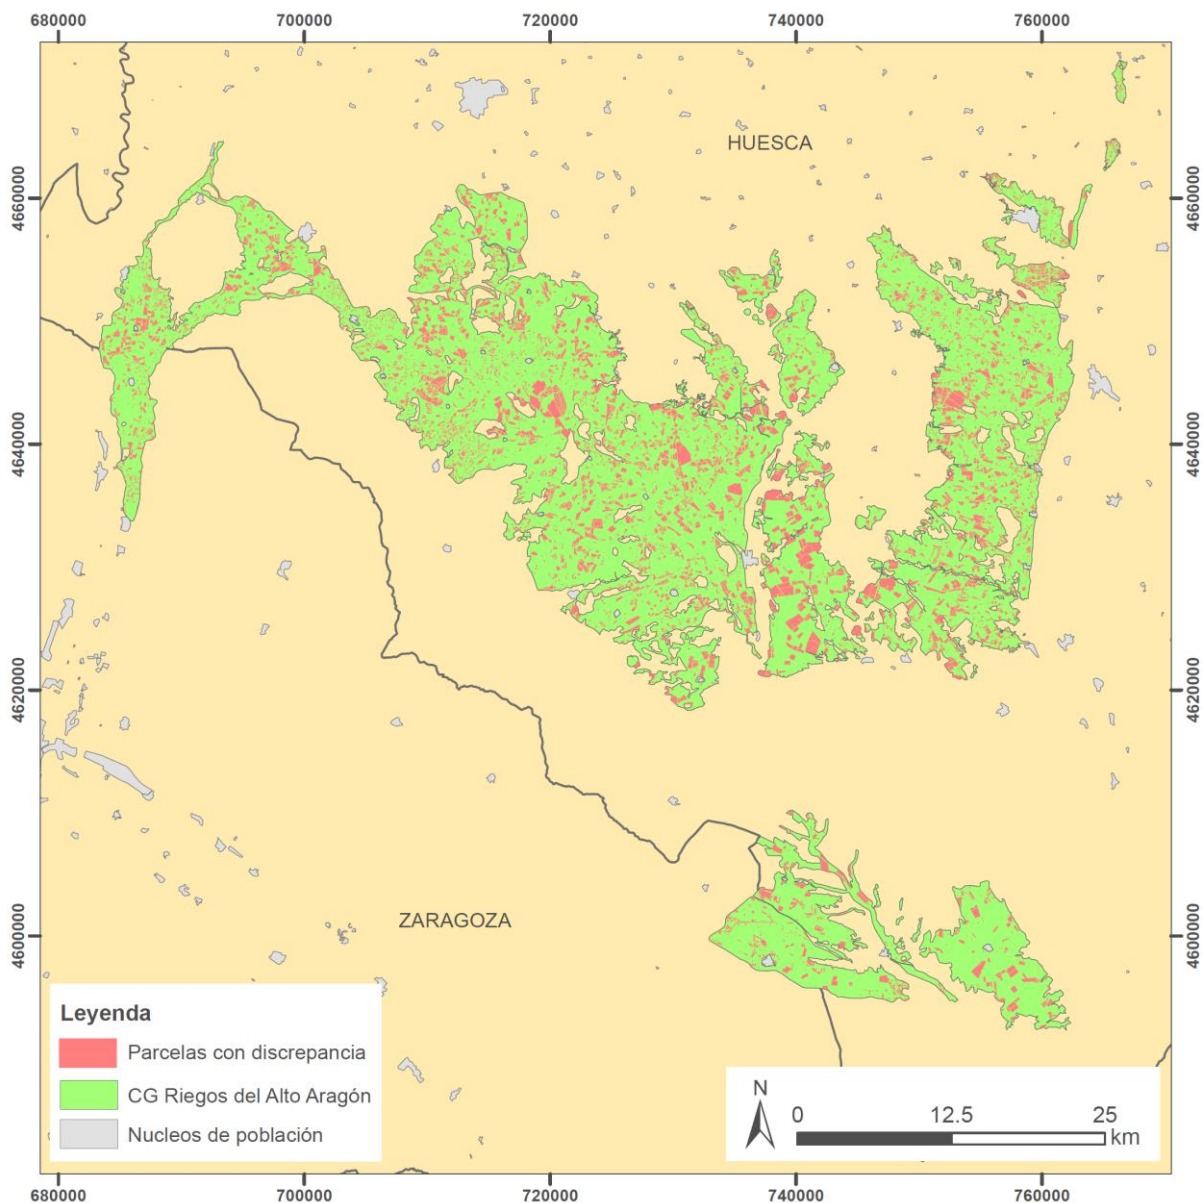 680000 700000 720000 740000 760000
4660000 4660000
HUESCA
4640000 4640000
4620000 4620000
ZARAGOZA
4600000 4600000
Leyenda
Parcelas con discrepancia
CG Riegos del Alto Aragón
Nucleos de población
N
0 12.5 25
km
680000 700000 720000 740000 760000